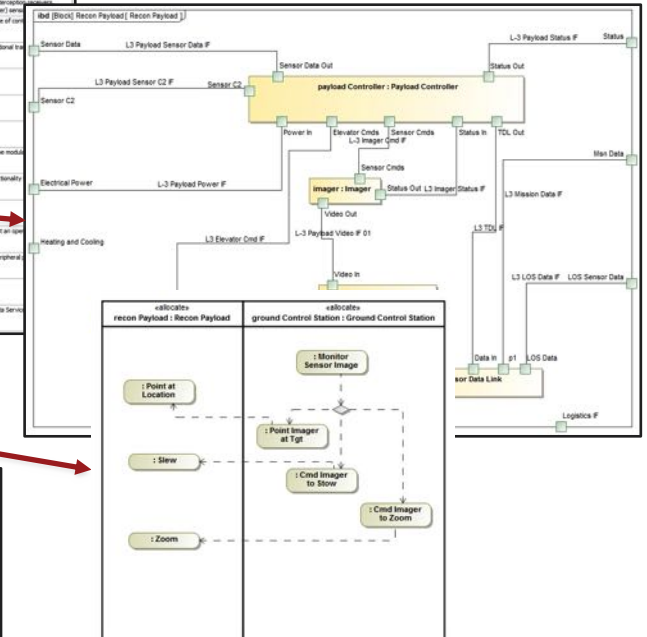 terception receivers
ibd [Block] Recon Payload [ Recon Payload ]
Sensor Data
L3 Payload Sensor Data IF
L-3 Payload Status IF
Status
Sensor Data Out
Status Out
L3 Payload Sensor C2 IF
Sensor C2
payload Controller : Payload Controller
Sensor C2
Power In
Elevator Cmds
Sensor Cmds
Status In
TDL Out
L-3 Imager Cmd IF
Msn Data
Sensor Cmds
Electrical Power
L-3 Payload Power IF
imager : Imager
Status Out
L3 Imager Status IF
L3 Mission Data IF
Video Out
Heating and Cooling
L3 Elevator Cmd IF
L-3 Payload Video IF 01
L3 TDL IF
Video In
L3 LOS Data IF
LOS Sensor Data
«allocate»
recon Payload : Recon Payload
«allocate»
ground Control Station : Ground Control Station
Data In
p1
LOS Data
sor Data Link
: Monitor
Sensor Image
: Point at
Location
Logistics IF
: Point Imager
at Tgt
: Slew
: Cmd Imager
to Stow
: Cmd Imager
to Zoom
: Zoom